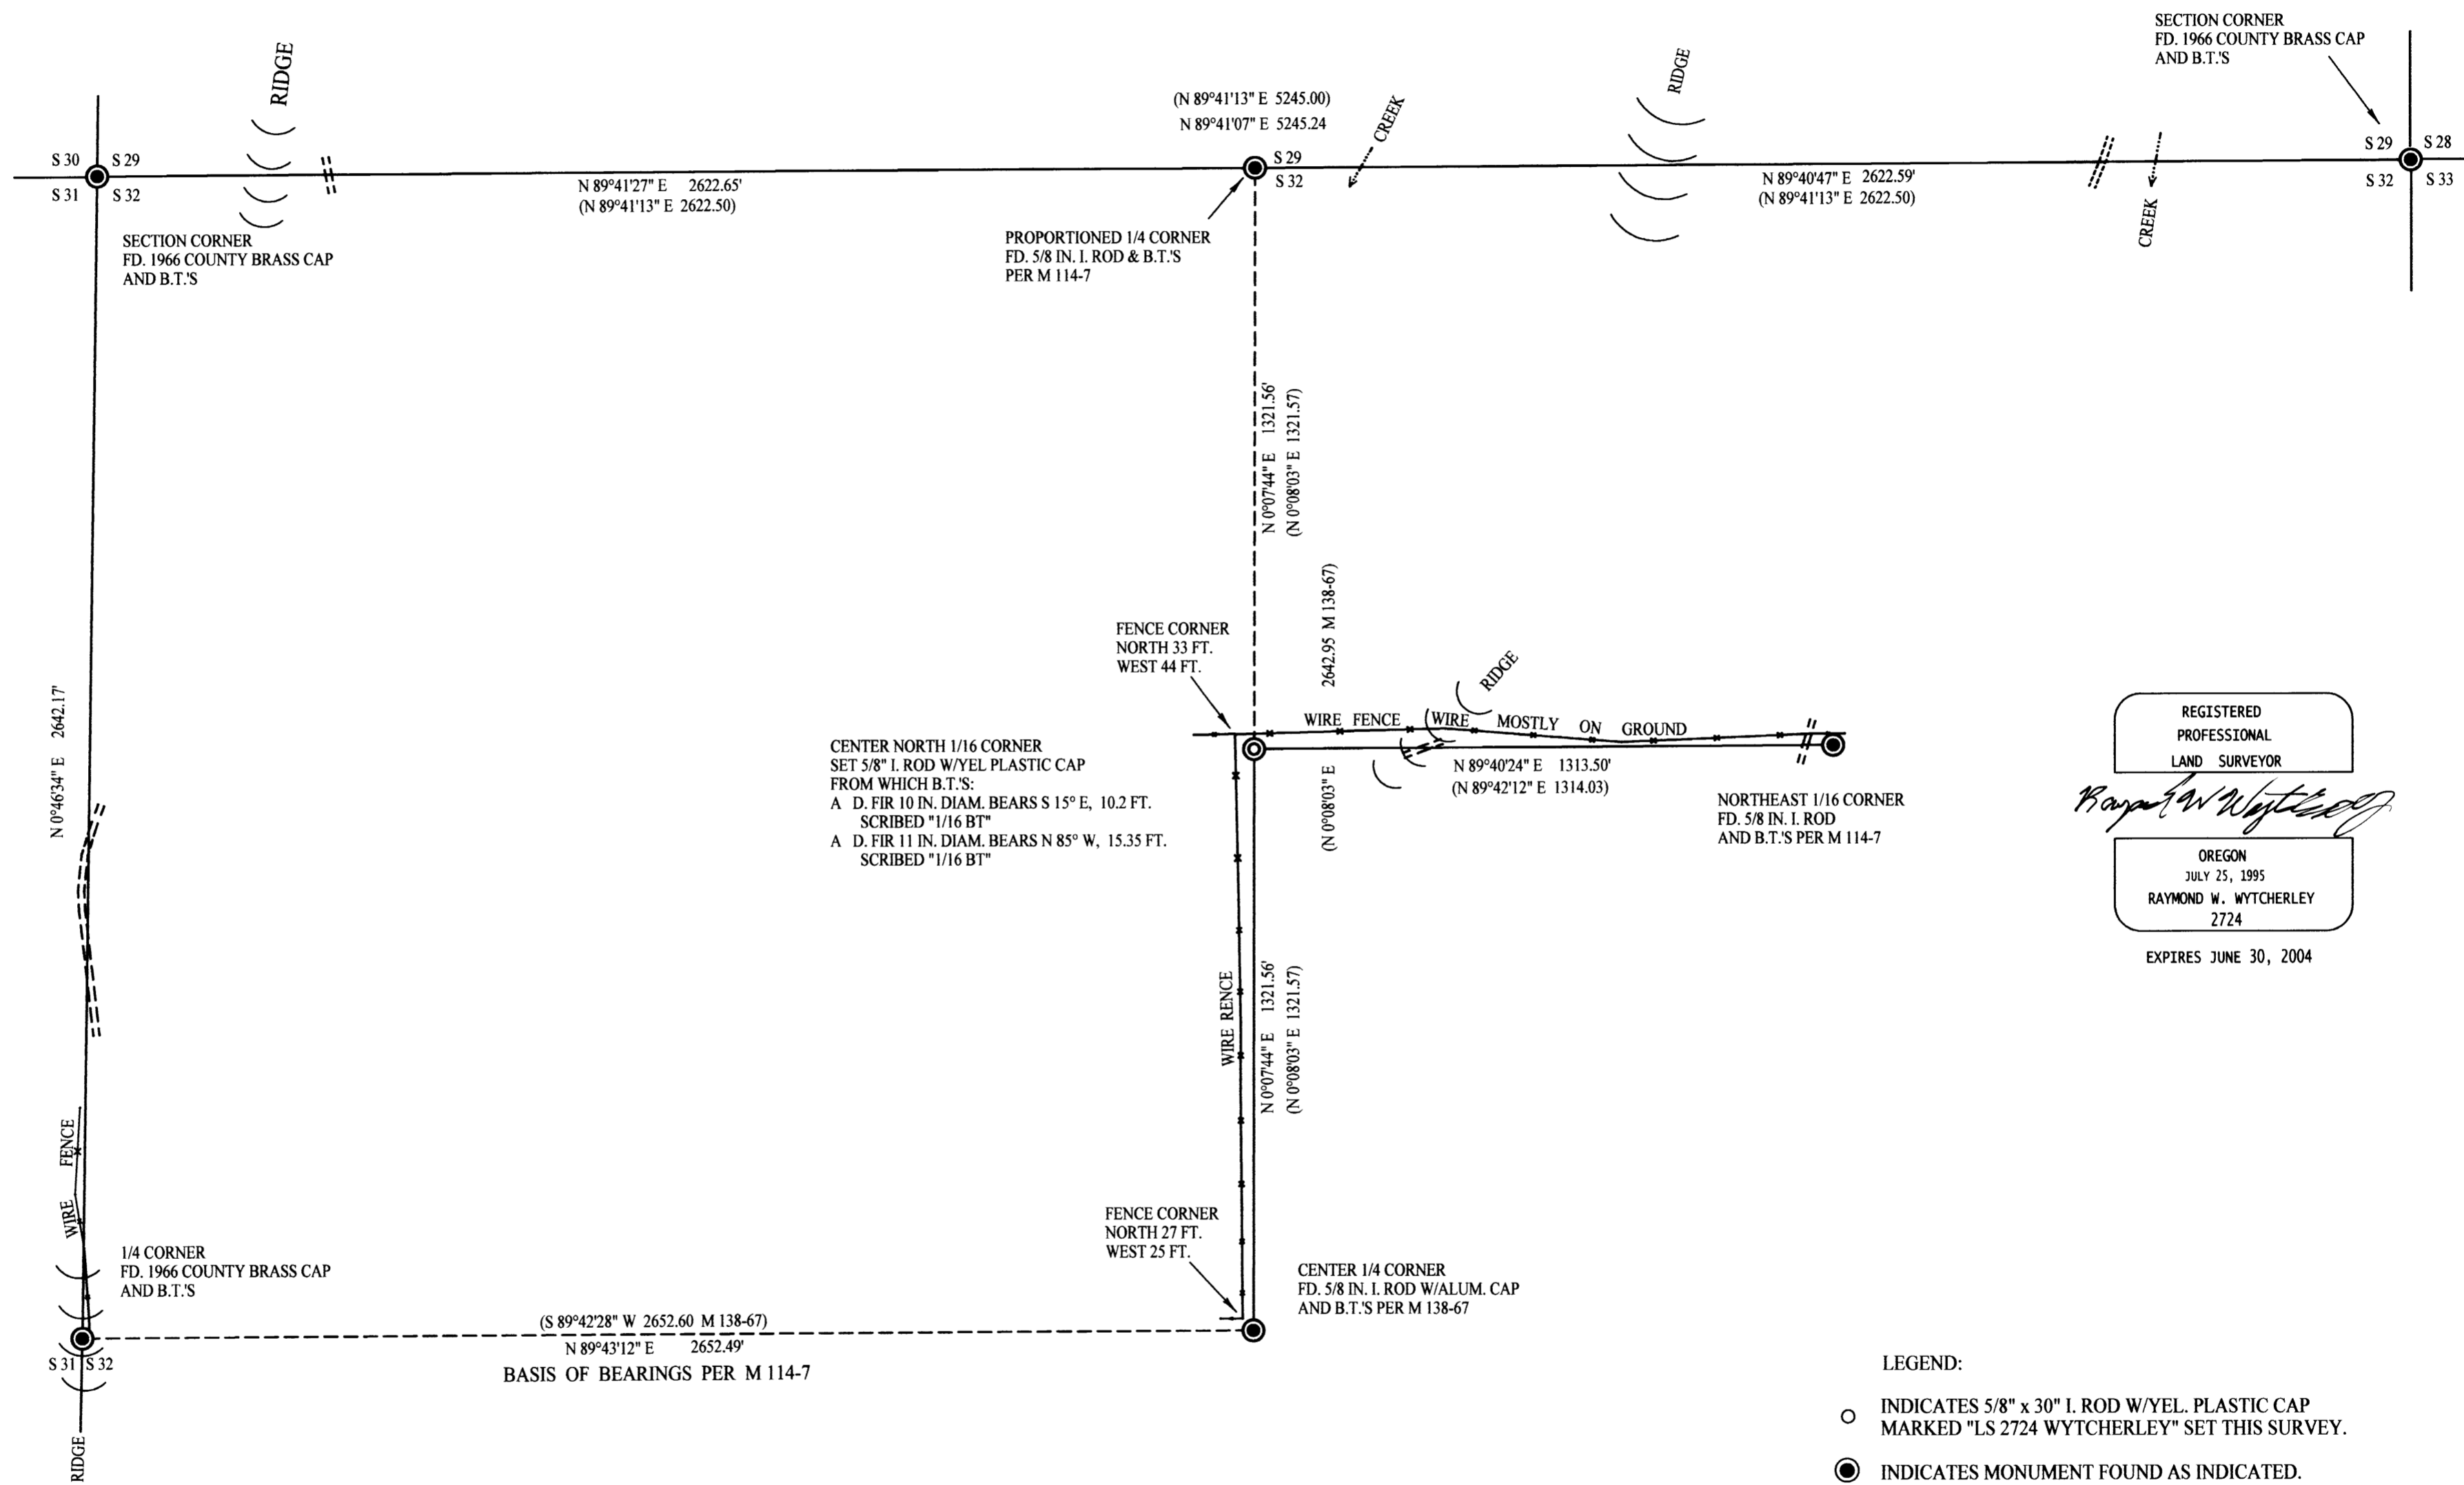 SECTION CORNER
FD. 1966 COUNTY BRASS CAP
AND B.T.'S
RIDGE
RIDGE
(N 89°41'13" E 5245.00)
N 89°41'07" E 5245.24
CREEK
S 30 S 29
S 31 S 32
S 29
S 32
S 29 S 28
S 32 S 33
N 89°41'27" E 2622.65'
(N 89°41'13" E 2622.50)
N 89°40'47" E 2622.59'
(N 89°41'13" E 2622.50)
CREEK
SECTION CORNER
FD. 1966 COUNTY BRASS CAP
AND B.T.'S
PROPORTIONED 1/4 CORNER
FD. 5/8 IN. I. ROD & B.T.'S
PER M 114-7
N 0°07'44" E 1321.56'
(N 0°08'03" E 1321.57)
(N 0°08'03" E 2642.95 M 138-67)
FENCE CORNER
NORTH 33 FT.
WEST 44 FT.
RIDGE
N 0°46'34" E 2642.17'
WIRE FENCE WIRE MOSTLY ON GROUND
CENTER NORTH 1/16 CORNER
SET 5/8" I. ROD W/YEL PLASTIC CAP
FROM WHICH B.T.'S:
A D. FIR 10 IN. DIAM. BEARS S 15° E, 10.2 FT.
SCRIBED "1/16 BT"
A D. FIR 11 IN. DIAM. BEARS N 85° W, 15.35 FT.
SCRIBED "1/16 BT"
N 89°40'24" E 1313.50'
(N 89°42'12" E 1314.03)
NORTHEAST 1/16 CORNER
FD. 5/8 IN. I. ROD
AND B.T.'S PER M 114-7
REGISTERED
PROFESSIONAL
LAND SURVEYOR
Raymond W Wytcherley
OREGON
JULY 25, 1995
RAYMOND W. WYTCHERLEY
2724
EXPIRES JUNE 30, 2004
WIRE RENCE
N 0°07'44" E 1321.56'
(N 0°08'03" E 1321.57)
WIRE FENCE
FENCE CORNER
NORTH 27 FT.
WEST 25 FT.
1/4 CORNER
FD. 1966 COUNTY BRASS CAP
AND B.T.'S
CENTER 1/4 CORNER
FD. 5/8 IN. I. ROD W/ALUM. CAP
AND B.T.'S PER M 138-67
(S 89°42'28" W 2652.60 M 138-67)
N 89°43'12" E 2652.49'
BASIS OF BEARINGS PER M 114-7
S 31 S 32
RIDGE
LEGEND:
INDICATES 5/8" x 30" I. ROD W/YEL. PLASTIC CAP
MARKED "LS 2724 WYTCHERLEY" SET THIS SURVEY.
INDICATES MONUMENT FOUND AS INDICATED.